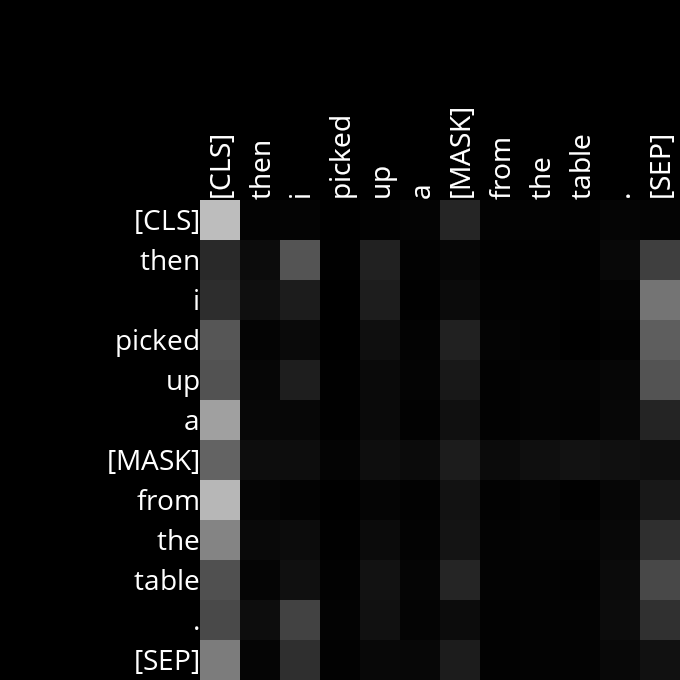 [CLS] then i picked up a [MASK] from the table . [SEP]
[CLS]
then
i
picked
up
a
[MASK]
from
the
table
.
[SEP]